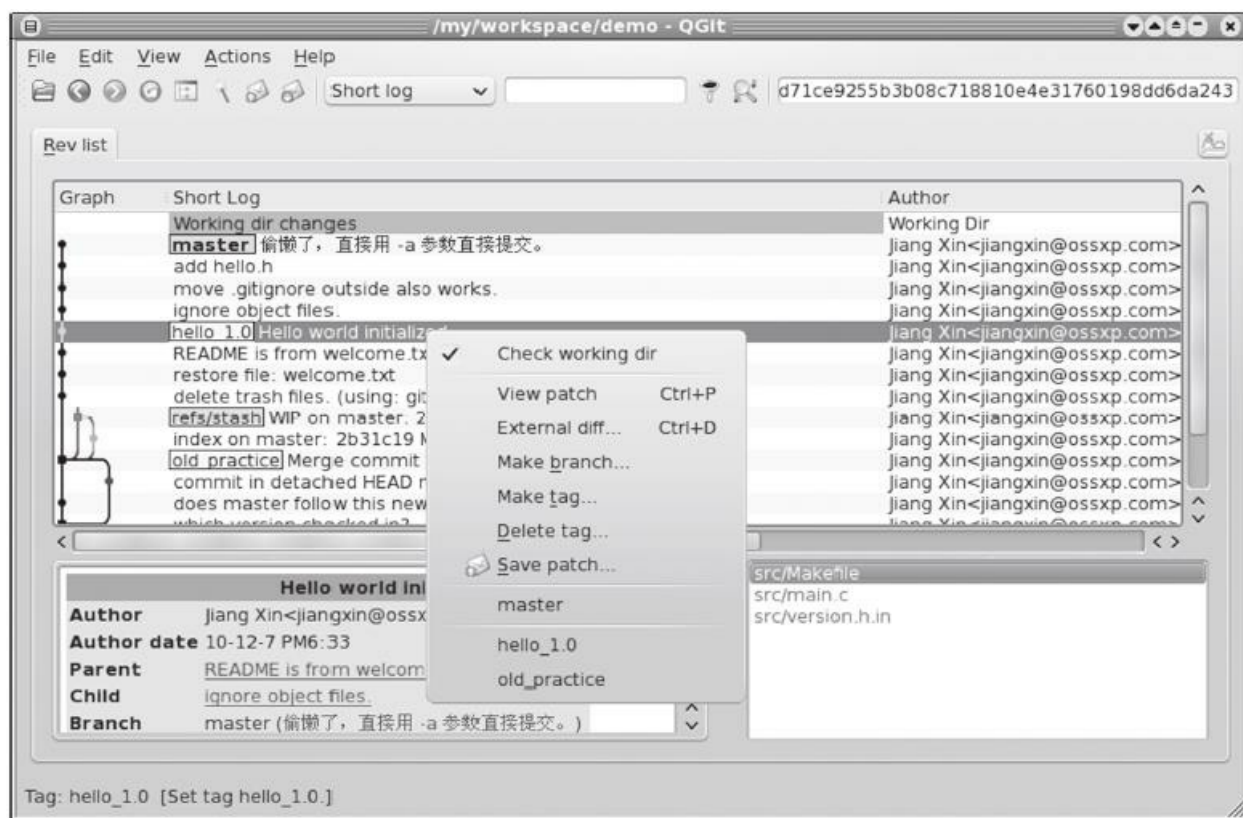 /my/workspace/demo - QGit
File Edit View Actions Help
Short log d71ce9255b3b08c718810e4e31760198dd6da243
Rev list
Graph Short Log Author
Working dir changes Working Dir
master 偷懒了，直接用 -a 参数直接提交。 Jiang Xin<jiangxin@ossxp.com>
add hello.h Jiang Xin<jiangxin@ossxp.com>
move .gitignore outside also works. Jiang Xin<jiangxin@ossxp.com>
ignore object files. Jiang Xin<jiangxin@ossxp.com>
hello_1.0 Hello world initialized Jiang Xin<jiangxin@ossxp.com>
README is from welcome.tx Jiang Xin<jiangxin@ossxp.com>
restore file: welcome.txt Jiang Xin<jiangxin@ossxp.com>
delete trash files. (using: git Jiang Xin<jiangxin@ossxp.com>
refs/stash WIP on master: 2 Jiang Xin<jiangxin@ossxp.com>
index on master: 2b31c19 M Jiang Xin<jiangxin@ossxp.com>
old_practice Merge commit Jiang Xin<jiangxin@ossxp.com>
commit in detached HEAD Jiang Xin<jiangxin@ossxp.com>
does master follow this new Jiang Xin<jiangxin@ossxp.com>
which version checked in? Jiang Xin<jiangxin@ossxp.com>
Check working dir
View patch Ctrl+P
External diff... Ctrl+D
Make branch...
Make tag...
Delete tag...
Save patch...
master
hello_1.0
old_practice
Hello world ini
Author Jiang Xin<jiangxin@ossx
Author date 10-12-7 PM6:33
Parent README is from welcom
Child ignore object files.
Branch master (偷懒了，直接用 -a 参数直接提交。)
src/Makefile
src/main.c
src/version.h.in
Tag: hello_1.0 [Set tag hello_1.0.]